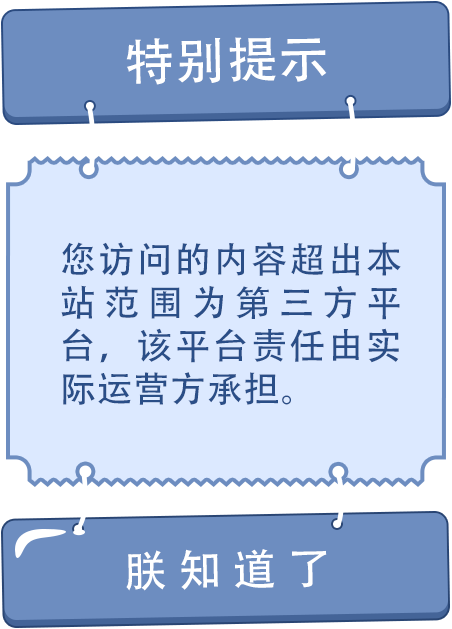 特别提示
您访问的内容超出本
站范围为第三方平
台，该平台责任由实
际运营方承担。
朕知道了